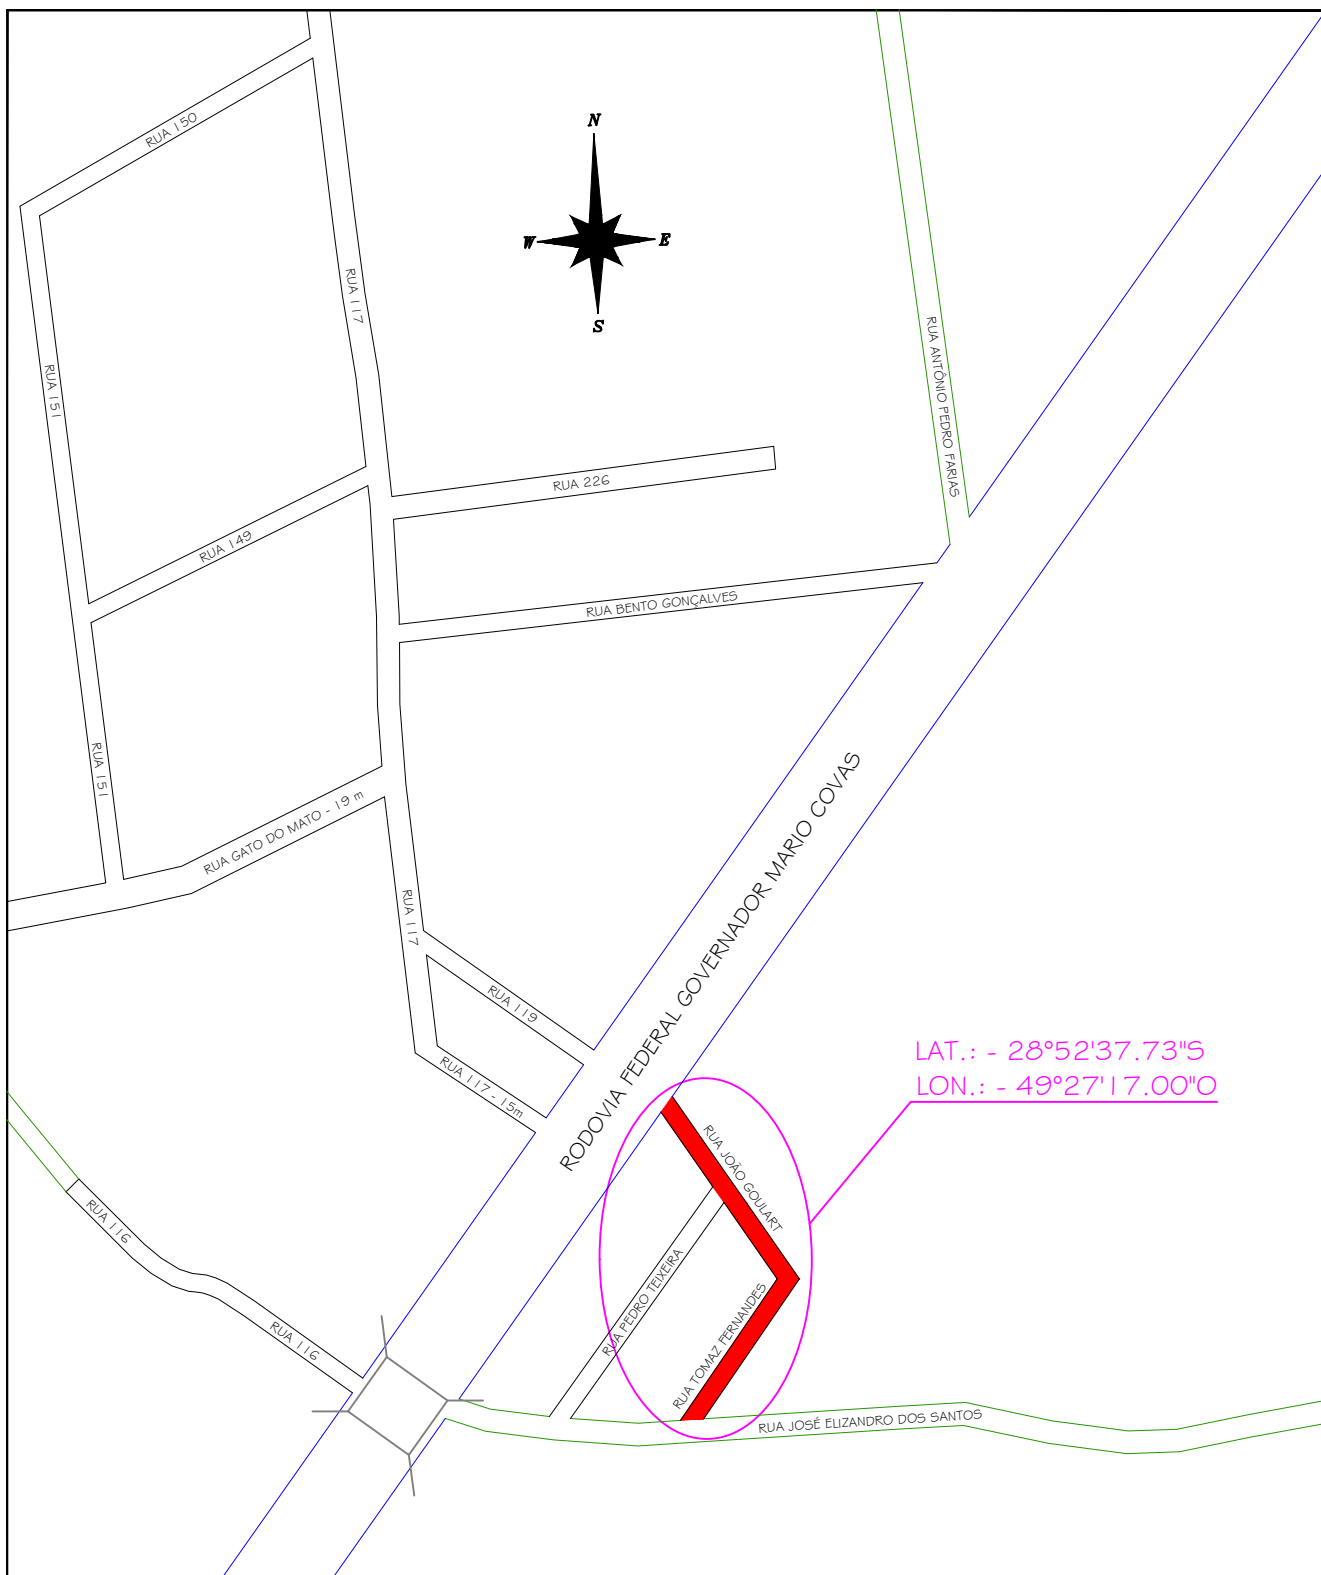 RUA 150
N
W
E
S
RUA 117
RUA 151
RUA ANTÔNIO PEDRO FARIAS
RUA 226
RUA 149
RUA BENTO GONÇALVES
RUA 151
RUA GATO DO MATO - 19 m
RODOVIA FEDERAL GOVERNADOR MARIO COVAS
RUA 117
RUA 119
LAT.: - 28°52'37.73"S
LON.: - 49°27'17.00"O
RUA 117 - 15m
RUA JOÃO GOULART
RUA 116
RUA PEDRO TEIXEIRA
RUA TOMAZ FERNANDES
RUA 116
RUA JOSÉ ELIZANDRO DOS SANTOS